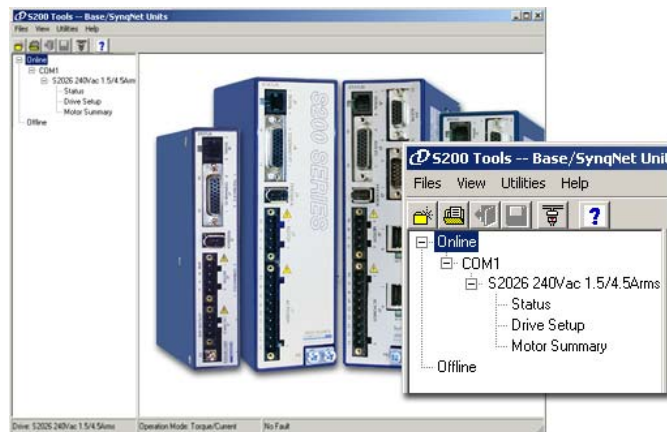 S200 Tools -- Base/SynqNet Units
Files View Utilities Help
Online
COM1
S2026 240Vac 1.5/4.5Arms
Status
Drive Setup
Motor Summary
Offline
S200 SERIES
S200 Tools -- Base/SynqNet Unit
Files View Utilities Help
Online
COM1
S2026 240Vac 1.5/4.5Arms
Status
Drive Setup
Motor Summary
Offline
Drive: S2026 240Vac 1.5/4.5Arms Operation Mode: Torque/Current No Fault